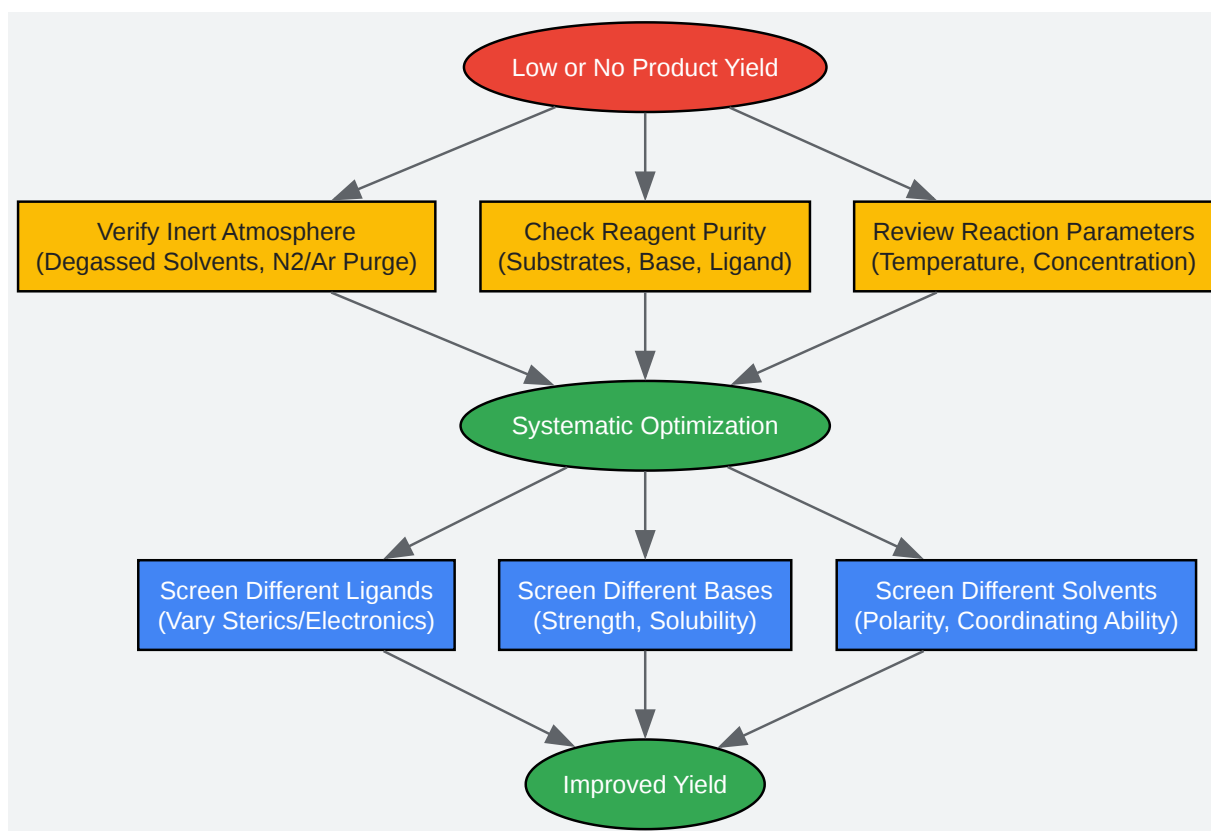 Low or No Product Yield
Verify Inert Atmosphere
(Degassed Solvents, N2/Ar Purge)
Check Reagent Purity
(Substrates, Base, Ligand)
Review Reaction Parameters
(Temperature, Concentration)
Systematic Optimization
Screen Different Ligands
(Vary Sterics/Electronics)
Screen Different Bases
(Strength, Solubility)
Screen Different Solvents
(Polarity, Coordinating Ability)
Improved Yield